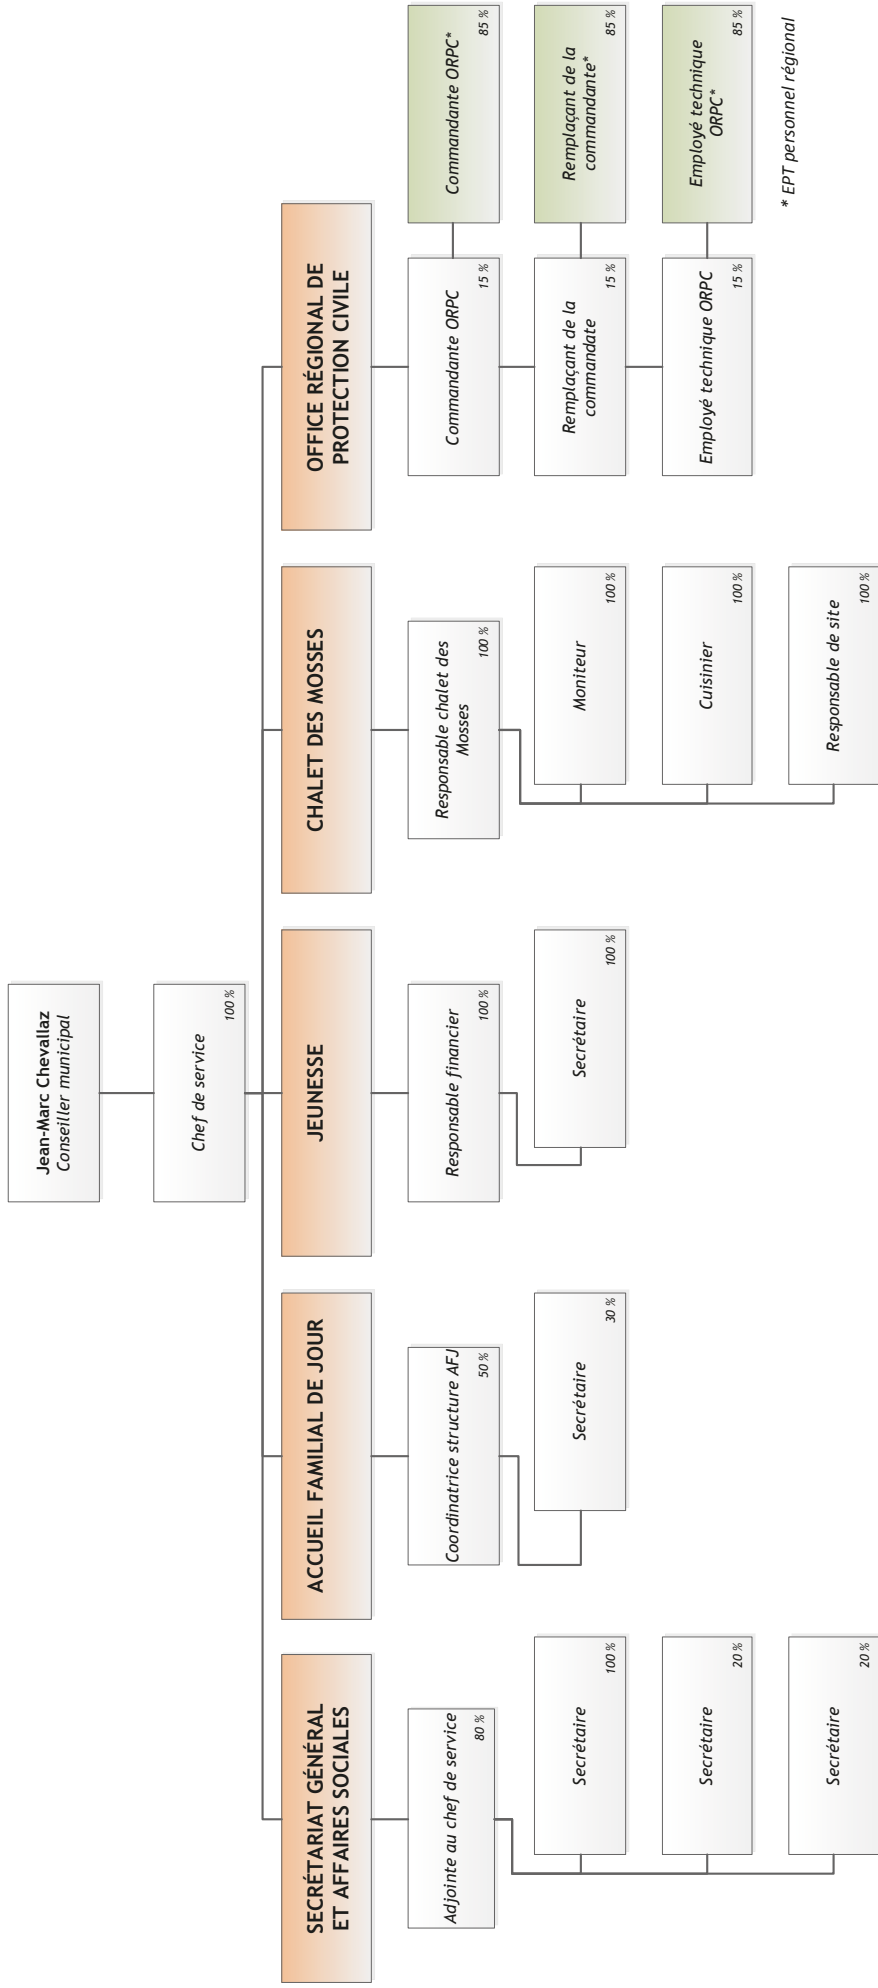 Jean-Marc Chevallaz
Conseiller municipal
Chef de service
100 %
SECRÉTARIAT GÉNÉRAL
ET AFFAIRES SOCIALES
Adjointe au chef de service
80 %
Secrétaire
100 %
Secrétaire
20 %
Secrétaire
20 %
ACCUEIL FAMILIAL DE JOUR
Coordinatrice structure AFJ
50 %
Secrétaire
30 %
JEUNESSE
Responsable financier
100 %
Secrétaire
100 %
CHALET DES MOSSES
Responsable chalet des
Mosses
100 %
Moniteur
100 %
Cuisinier
100 %
Responsable de site
100 %
OFFICE RÉGIONAL DE
PROTECTION CIVILE
Commandante ORPC
15 %
Commandante ORPC*
85 %
Remplaçant de la
commandate
15 %
Remplaçant de la
commandante*
85 %
Employé technique ORPC
15 %
Employé technique
ORPC*
85 %
* EPT personnel régional